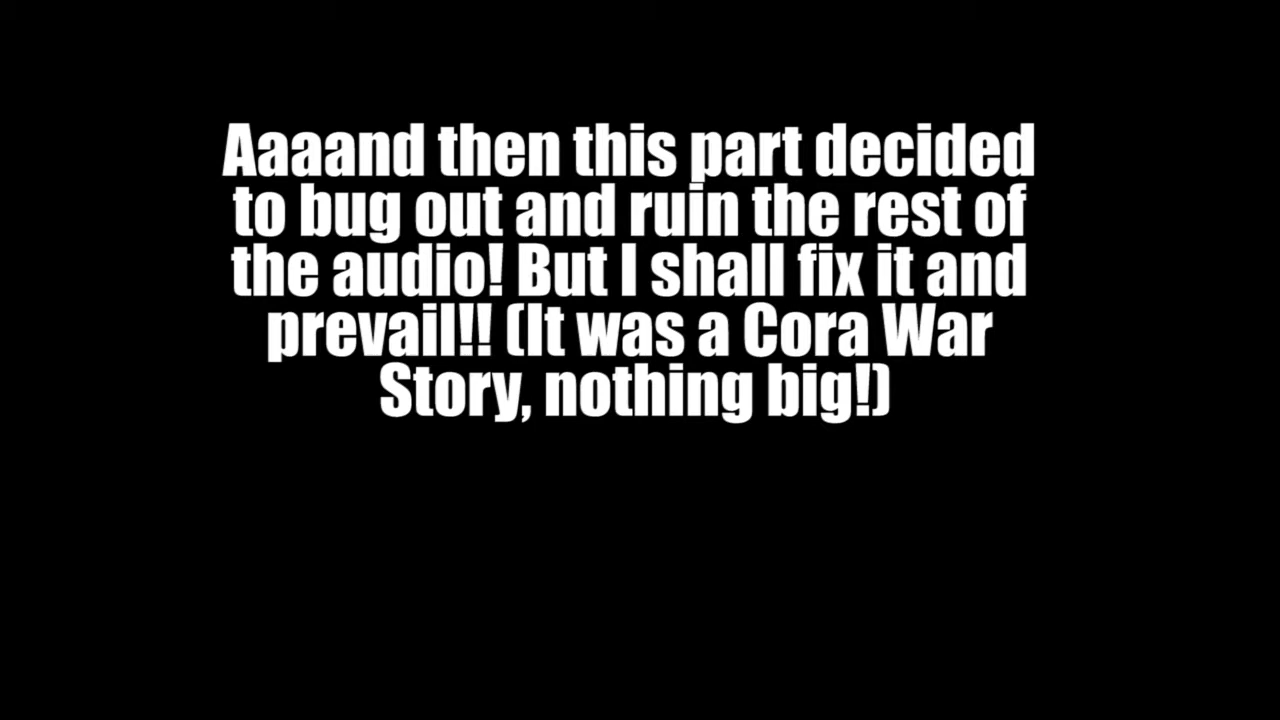 Aaaand then this part decided
to bug out and ruin the rest of
the audio! But I shall fix it and
prevail!! (It was a Cora War
Story, nothing big!)